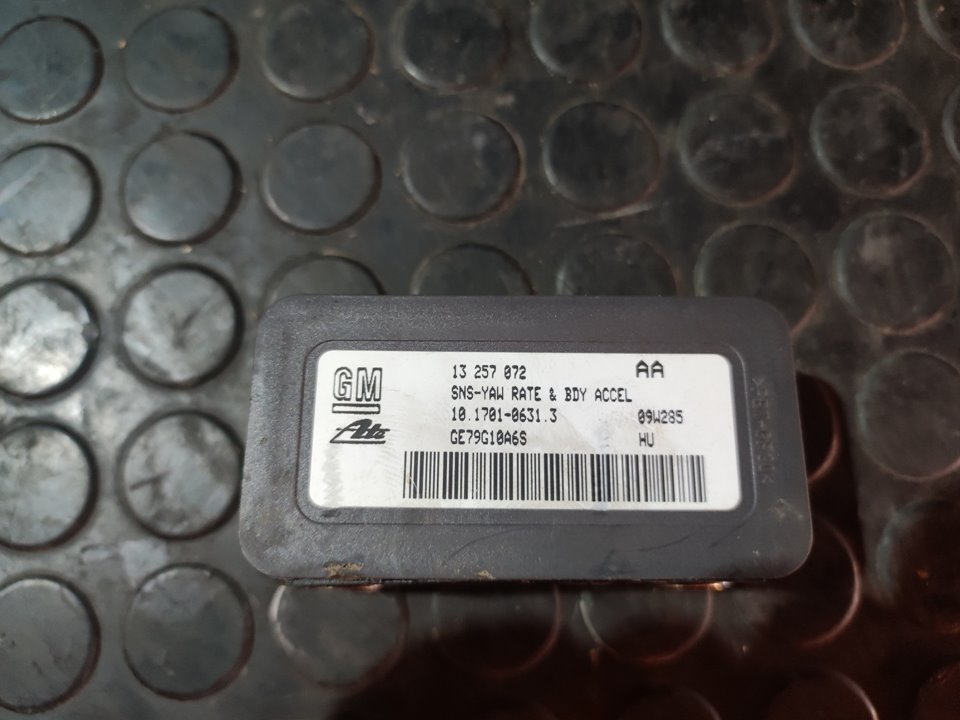 GM
Ate
13 257 072 AA
SNS-YAW RATE & BDY ACCEL
10.1701-0631.3 09W285
GE79G10A6S HU